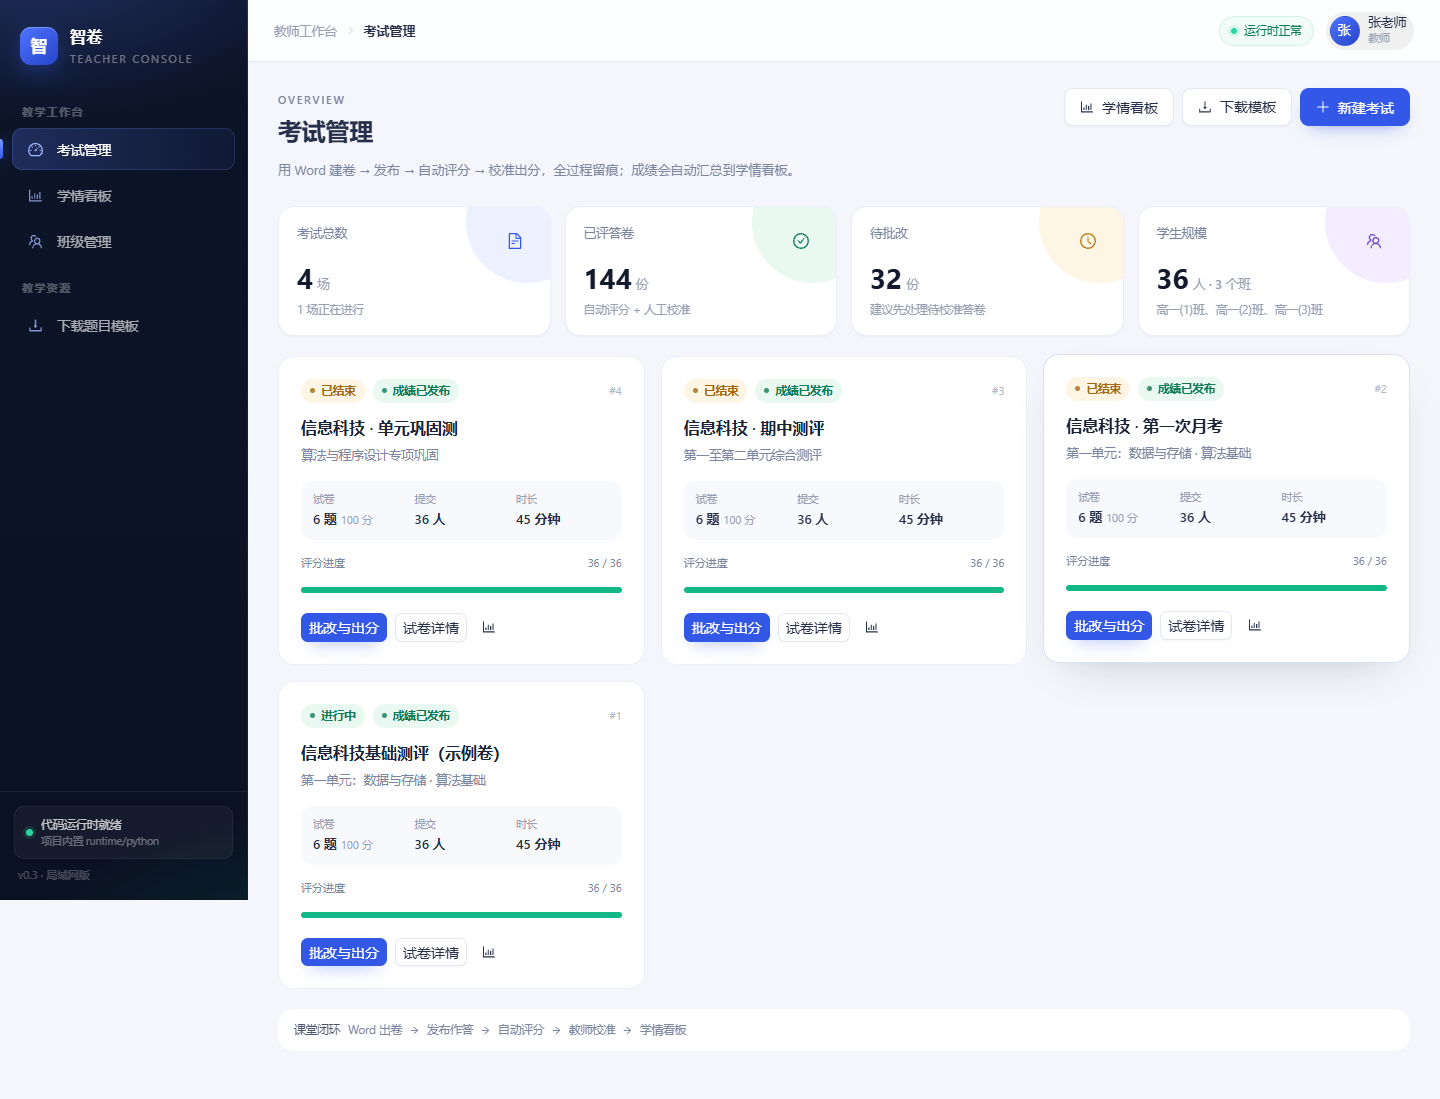 智
智卷
TEACHER CONSOLE
教学工作台
考试管理
学情看板
班级管理
教学资源
下载题目模板
代码运行时就绪
项目内置 runtime/python
v0.3 · 局域网版
教师工作台
考试管理
运行时正常
张
张老师
教师
OVERVIEW
考试管理
用 Word 建卷 → 发布 → 自动评分 → 校准出分，全过程留痕；成绩会自动汇总到学情看板。
学情看板
下载模板
新建考试
考试总数
4 场
1 场正在进行
已评答卷
144 份
自动评分 + 人工校准
待批改
32 份
建议先处理待校准答卷
学生规模
36 人 · 3 个班
高一(1)班、高一(2)班、高一(3)班
已结束 成绩已发布 #4
信息科技 · 单元巩固测
算法与程序设计专项巩固
试卷 提交 时长
6 题 100 分 36 人 45 分钟
评分进度 36 / 36
批改与出分 试卷详情
已结束 成绩已发布 #3
信息科技 · 期中测评
第一至第二单元综合测评
试卷 提交 时长
6 题 100 分 36 人 45 分钟
评分进度 36 / 36
批改与出分 试卷详情
已结束 成绩已发布 #2
信息科技 · 第一次月考
第一单元：数据与存储 · 算法基础
试卷 提交 时长
6 题 100 分 36 人 45 分钟
评分进度 36 / 36
批改与出分 试卷详情
进行中 成绩已发布 #1
信息科技基础测评（示例卷）
第一单元：数据与存储 · 算法基础
试卷 提交 时长
6 题 100 分 36 人 45 分钟
评分进度 36 / 36
批改与出分 试卷详情
课堂闭环 Word 出卷 → 发布作答 → 自动评分 → 教师校准 → 学情看板